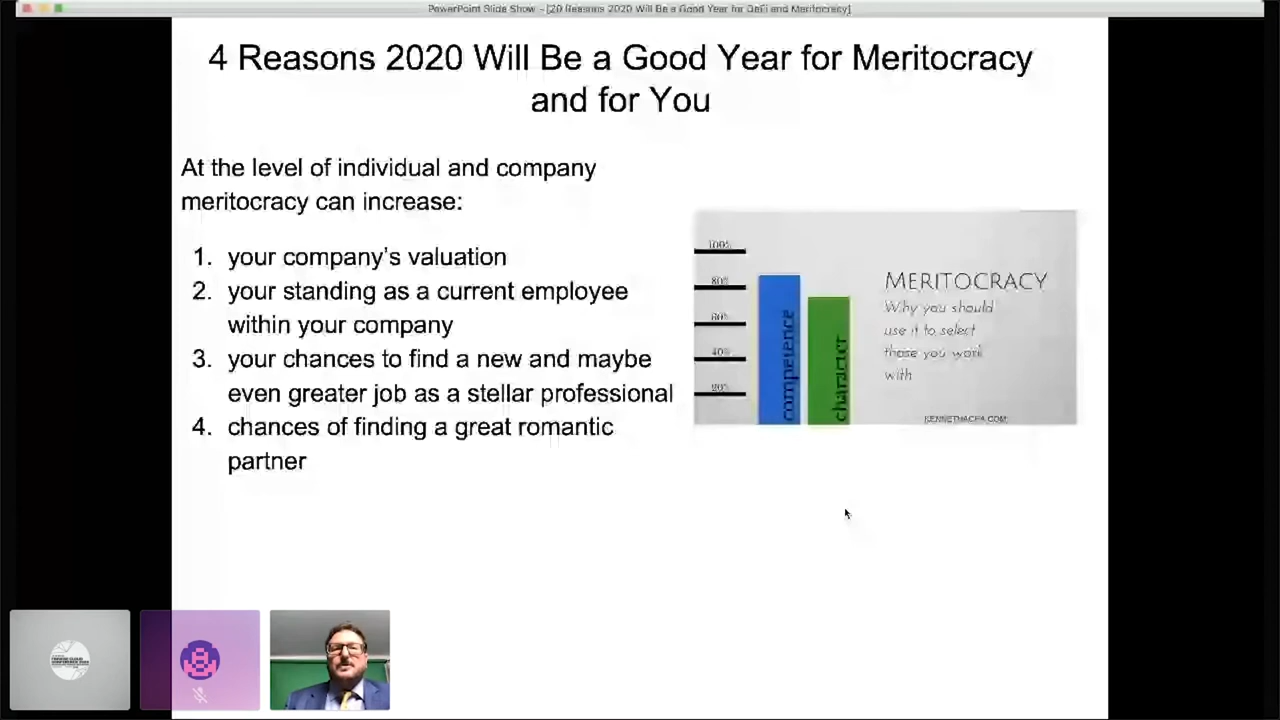 PowerPoint Slide Show - [20 Reasons 2020 Will Be a Good Year for DeFi and Meritocracy]
4 Reasons 2020 Will Be a Good Year for Meritocracy
and for You
At the level of individual and company
meritocracy can increase:
1. your company's valuation
2. your standing as a current employee
within your company
3. your chances to find a new and maybe
even greater job as a stellar professional
4. chances of finding a great romantic
partner
100%
80%
60%
40%
20%
competence
character
MERITOCRACY
Why you should
use it to select
those you work
with